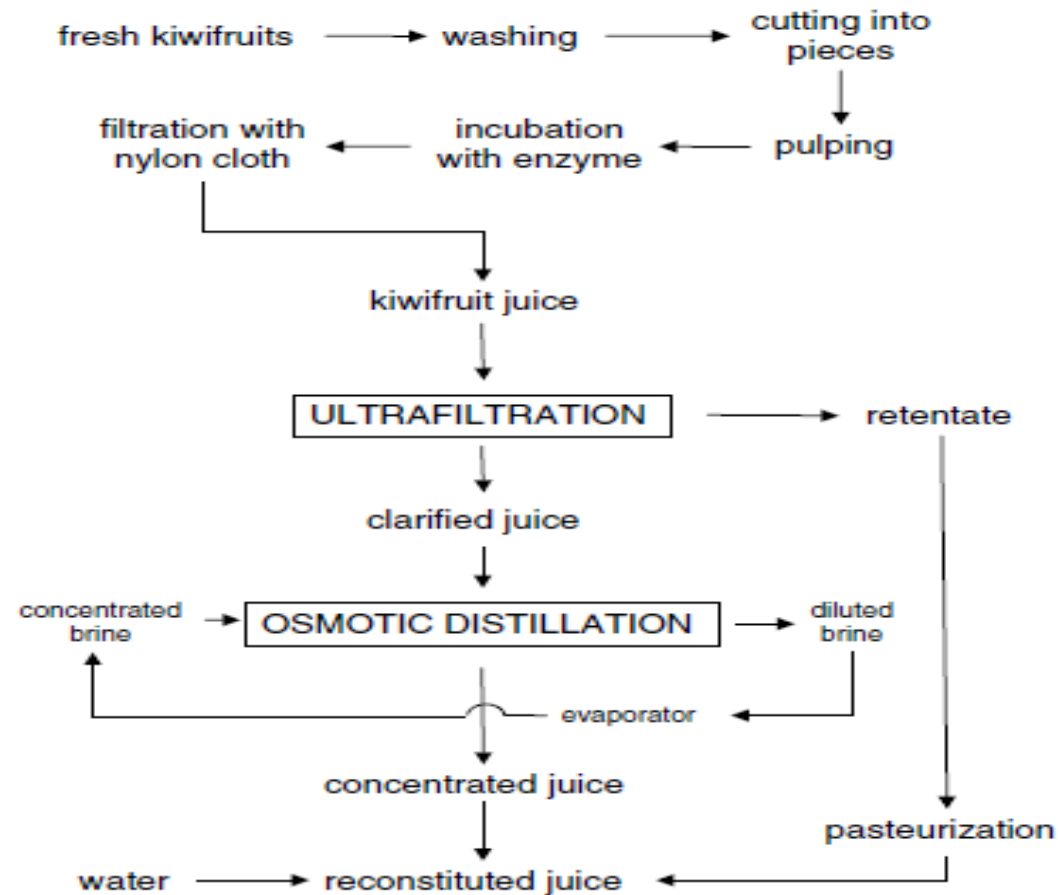 fresh kiwifruits
washing
cutting into
pieces
filtration with
nylon cloth
incubation
with enzyme
pulping
kiwifruit juice
ULTRAFILTRATION
retentate
clarified juice
concentrated
brine
OSMOTIC DISTILLATION
diluted
brine
evaporator
concentrated juice
pasteurization
water
reconstituted juice